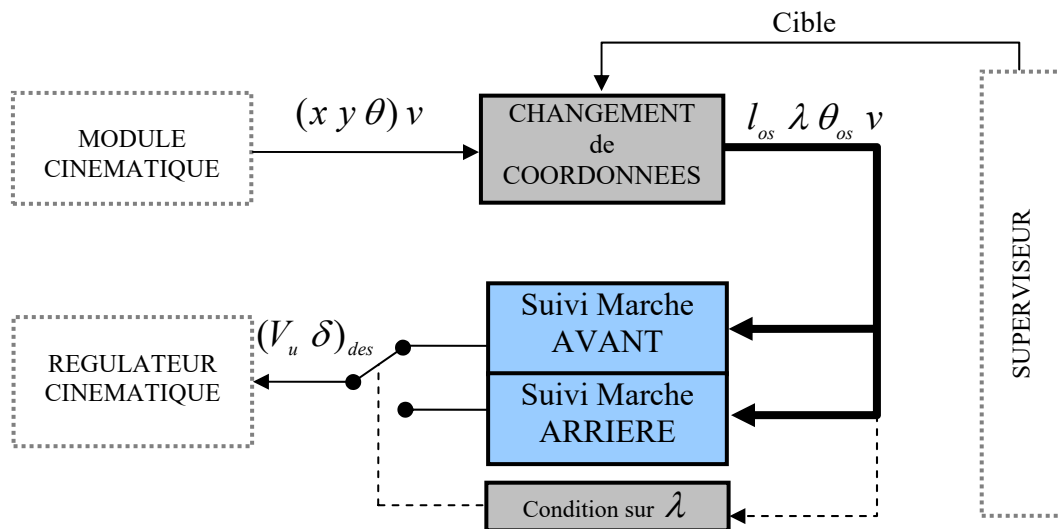 Cible
MODULE
CINEMATIQUE
(x y θ) v
CHANGEMENT
de
COORDONNEES
l_os λ θ_os v
SUPERVISEUR
REGULATEUR
CINEMATIQUE
(V_u δ)_des
Suivi Marche
AVANT
Suivi Marche
ARRIERE
Condition sur λ